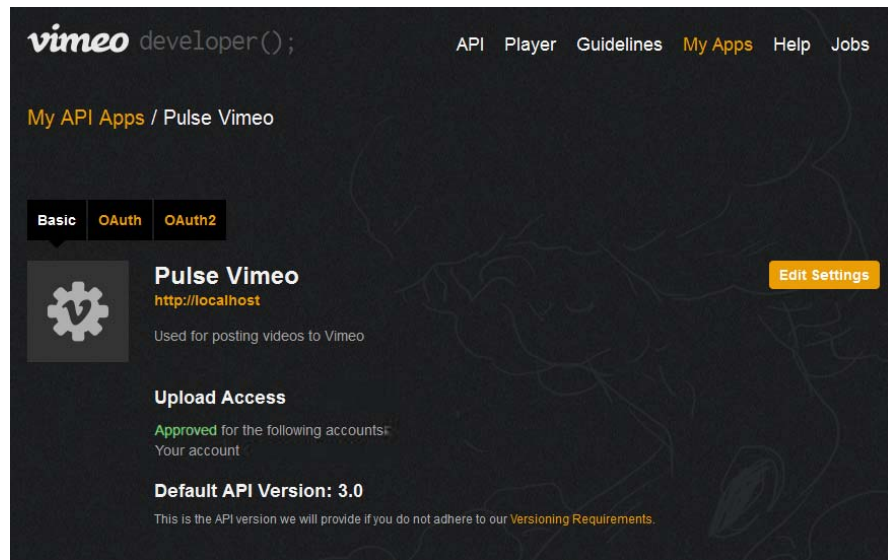 vimeo developer();
API Player Guidelines My Apps Help Jobs
My API Apps / Pulse Vimeo
Basic OAuth OAuth2
Pulse Vimeo
Edit Settings
http://localhost
Used for posting videos to Vimeo
Upload Access
Approved for the following accounts:
Your account
Default API Version: 3.0
This is the API version we will provide if you do not adhere to our Versioning Requirements.